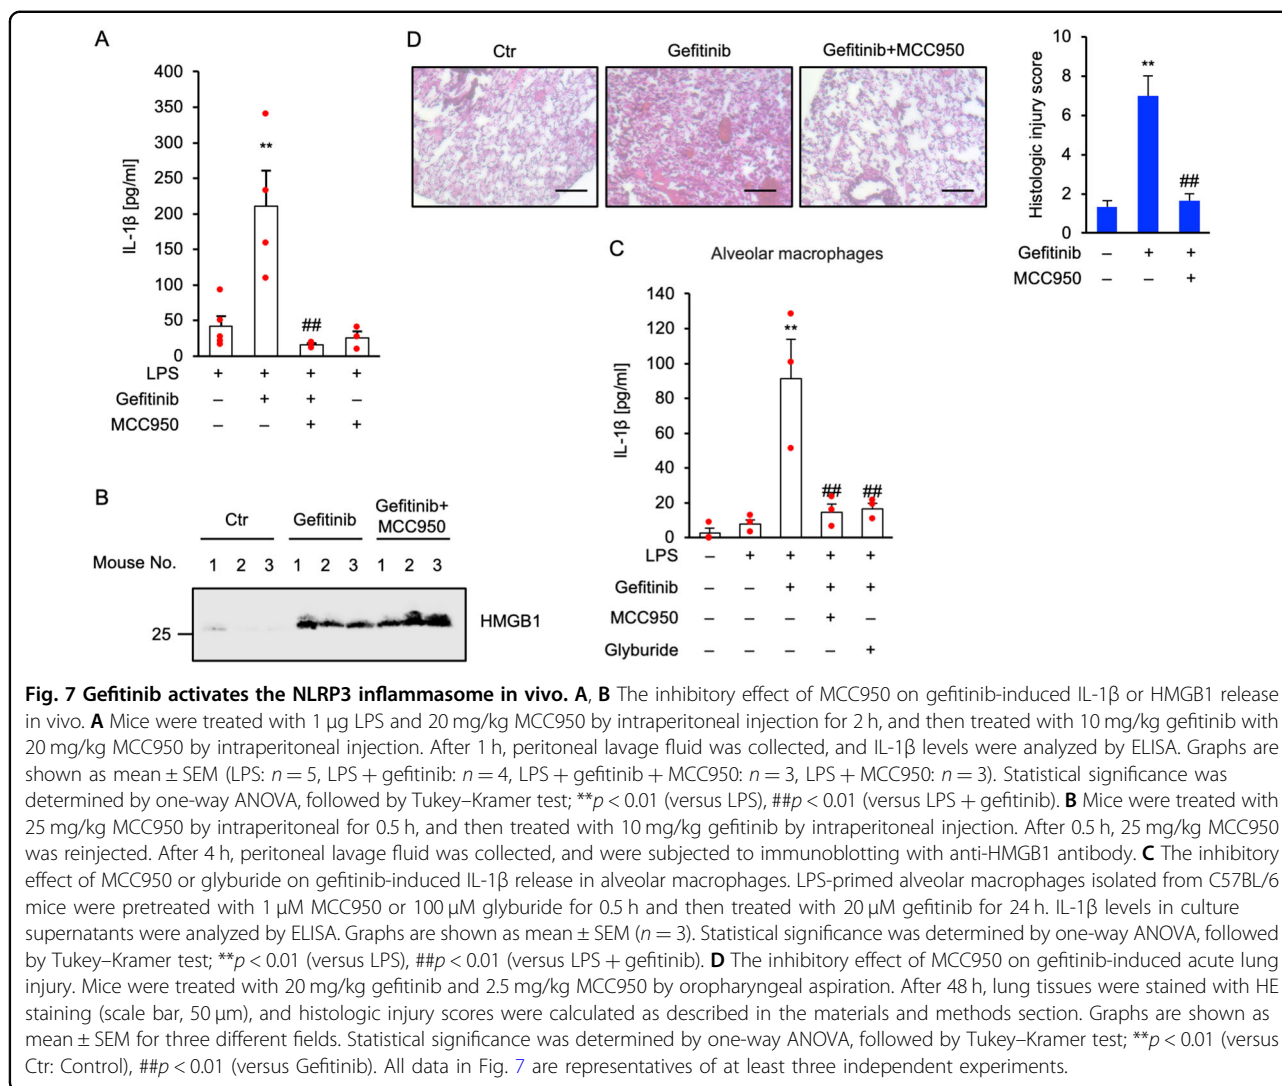 A
IL-1β [pg/ml]
400
350
300
250
200
150
100
50
0
**
##
LPS + + + +
Gefitinib – + + –
MCC950 – – + +
D
Ctr Gefitinib Gefitinib+MCC950
Histologic injury score
10
8
6
4
2
0
**
##
Gefitinib – + +
MCC950 – – +
C
Alveolar macrophages
IL-1β [pg/ml]
140
120
100
80
60
40
20
0
**
## ##
LPS – + + + +
Gefitinib – – + + +
MCC950 – – – + –
Glyburide – – – – +
B
Ctr Gefitinib Gefitinib+
MCC950
Mouse No. 1 2 3 1 2 3 1 2 3
25
HMGB1
Fig. 7 Gefitinib activates the NLRP3 inflammasome in vivo. A, B The inhibitory effect of MCC950 on gefitinib-induced IL-1β or HMGB1 release
in vivo. A Mice were treated with 1 μg LPS and 20 mg/kg MCC950 by intraperitoneal injection for 2 h, and then treated with 10 mg/kg gefitinib with
20 mg/kg MCC950 by intraperitoneal injection. After 1 h, peritoneal lavage fluid was collected, and IL-1β levels were analyzed by ELISA. Graphs are
shown as mean ± SEM (LPS: n = 5, LPS + gefitinib: n = 4, LPS + gefitinib + MCC950: n = 3, LPS + MCC950: n = 3). Statistical significance was
determined by one-way ANOVA, followed by Tukey–Kramer test; **p < 0.01 (versus LPS), ##p < 0.01 (versus LPS + gefitinib). B Mice were treated with
25 mg/kg MCC950 by intraperitoneal for 0.5 h, and then treated with 10 mg/kg gefitinib by intraperitoneal injection. After 0.5 h, 25 mg/kg MCC950
was reinjected. After 4 h, peritoneal lavage fluid was collected, and were subjected to immunoblotting with anti-HMGB1 antibody. C The inhibitory
effect of MCC950 or glyburide on gefitinib-induced IL-1β release in alveolar macrophages. LPS-primed alveolar macrophages isolated from C57BL/6
mice were pretreated with 1 μM MCC950 or 100 μM glyburide for 0.5 h and then treated with 20 μM gefitinib for 24 h. IL-1β levels in culture
supernatants were analyzed by ELISA. Graphs are shown as mean ± SEM (n = 3). Statistical significance was determined by one-way ANOVA, followed
by Tukey–Kramer test; **p < 0.01 (versus LPS), ##p < 0.01 (versus LPS + gefitinib). D The inhibitory effect of MCC950 on gefitinib-induced acute lung
injury. Mice were treated with 20 mg/kg gefitinib and 2.5 mg/kg MCC950 by oropharyngeal aspiration. After 48 h, lung tissues were stained with HE
staining (scale bar, 50 μm), and histologic injury scores were calculated as described in the materials and methods section. Graphs are shown as
mean ± SEM for three different fields. Statistical significance was determined by one-way ANOVA, followed by Tukey–Kramer test; **p < 0.01 (versus
Ctr: Control), ##p < 0.01 (versus Gefitinib). All data in Fig. 7 are representatives of at least three independent experiments.